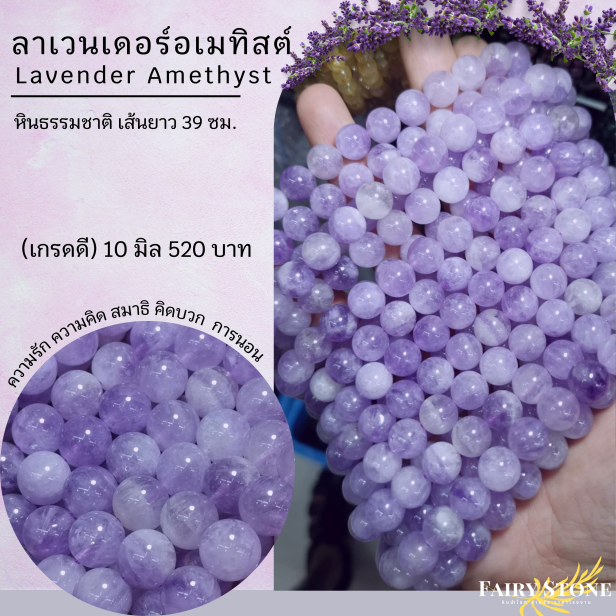 ลาเวนเดอร์อเมทิสต์
Lavender Amethyst
หินธรรมชาติ เส้นยาว 39 ซม.
(เกรดดี) 10 มิล 520 บาท
ความรัก ความคิด สมาธิ คิดบวก การนอน
FAIRY STONE